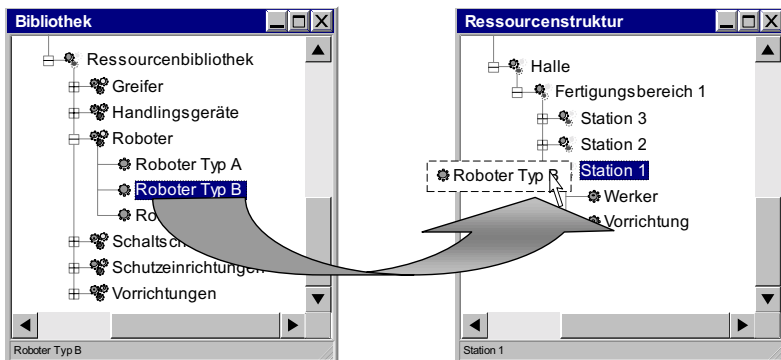 Bibliothek
Ressourcenbibliothek
Greifer
Handlingsgeräte
Roboter
Roboter Typ A
Roboter Typ B
Schutzeinrichtungen
Vorrichtungen
Roboter Typ B
Ressourcenstruktur
Halle
Fertigungsbereich 1
Station 3
Station 2
Station 1
Roboter Typ B
Werker
Vorrichtung
Station 1